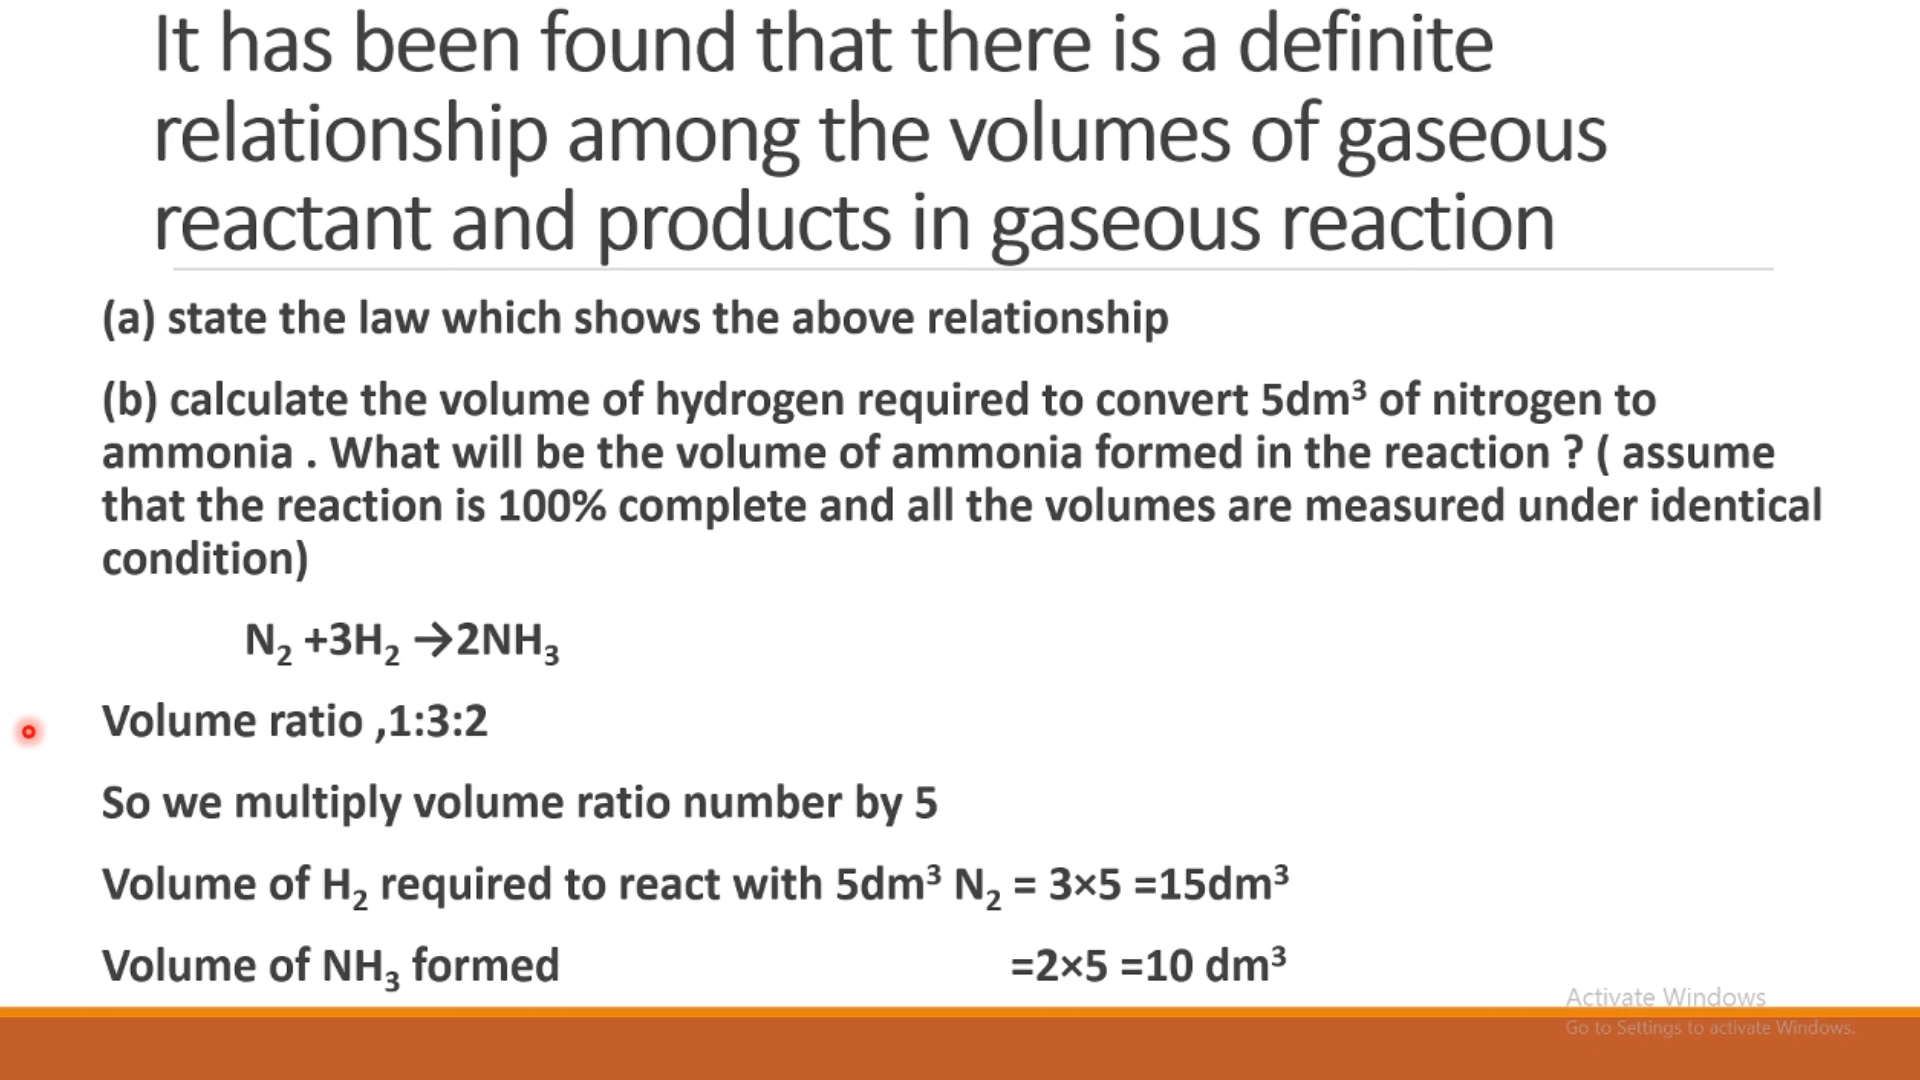 It has been found that there is a definite
relationship among the volumes of gaseous
reactant and products in gaseous reaction
(a) state the law which shows the above relationship
(b) calculate the volume of hydrogen required to convert 5dm³ of nitrogen to
ammonia . What will be the volume of ammonia formed in the reaction ? ( assume
that the reaction is 100% complete and all the volumes are measured under identical
condition)
N₂ +3H₂ →2NH₃
Volume ratio ,1:3:2
So we multiply volume ratio number by 5
Volume of H₂ required to react with 5dm³ N₂ = 3×5 =15dm³
Volume of NH₃ formed =2×5 =10 dm³
Activate Windows
Go to Settings to activate Windows.